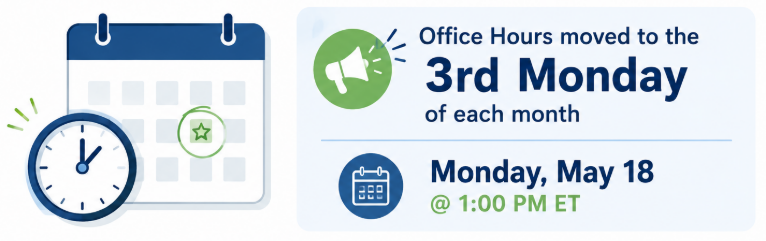 Office Hours moved to the
3rd Monday
of each month
Monday, May 18
@ 1:00 PM ET